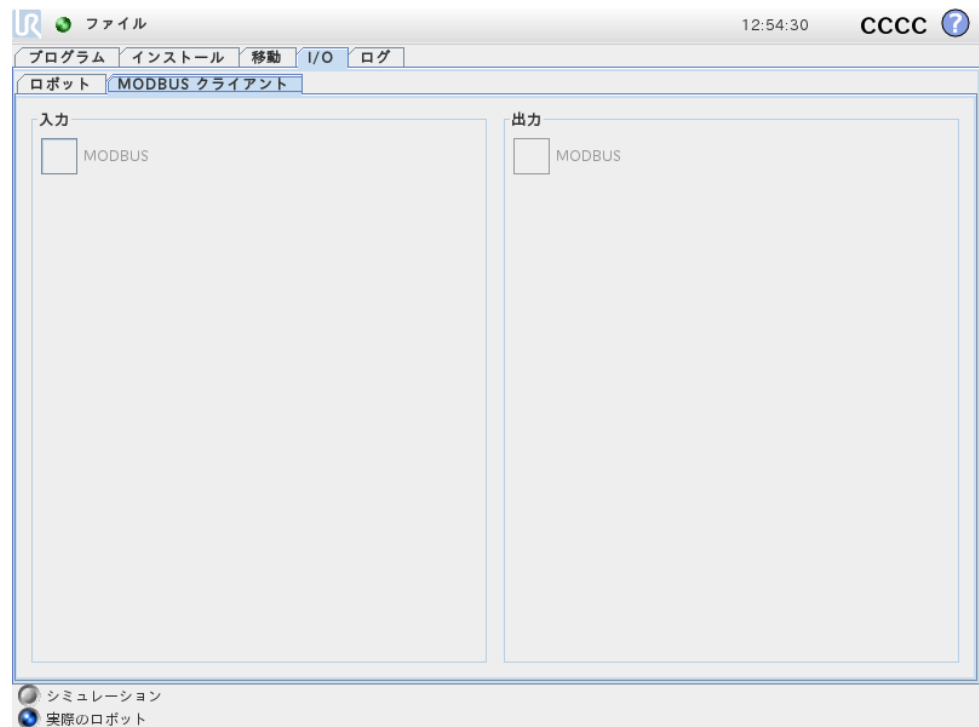 UR ファイル 12:54:30 CCCC ?
プログラム インストール 移動 I/O ログ
ロボット MODBUS クライアント
入力 出力
MODBUS MODBUS
シミュレーション
実際のロボット